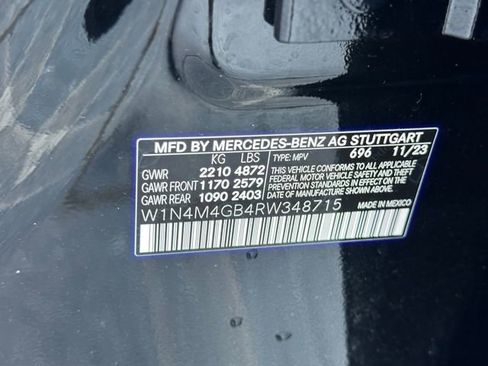 MFD BY MERCEDES-BENZ AG STUTTGART
KG LBS TYPE: MPV 696 11/23
GVWR 2210 4872
GAWR FRONT 1170 2579
GAWR REAR 1090 2403
THIS VEHICLE CONFORMS TO ALL APPLICABLE
FEDERAL MOTOR VEHICLE SAFETY AND THEFT
PREVENTION STANDARDS IN EFFECT ON THE
DATE OF MANUFACTURE SHOWN ABOVE.
W1N4M4GB4RW348715 MADE IN MEXICO